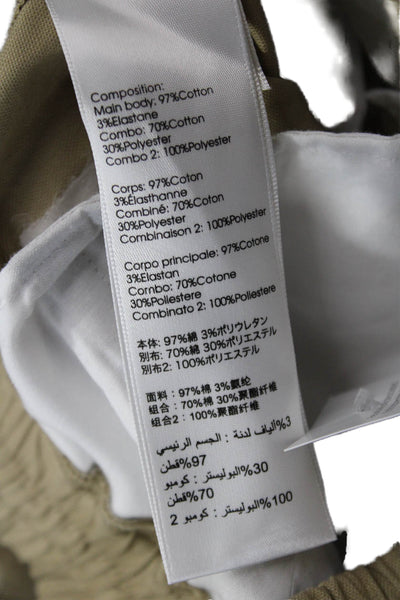 Composition:
Main body: 97%Cotton
3%Elastane
Combo: 70%Cotton
30%Polyester
Combo 2: 100%Polyester
Corps: 97%Coton
3%Élasthanne
Combiné: 70%Coton
30%Polyester
Combinaison 2: 100%Polyester
Corpo principale: 97%Cotone
3%Elastan
Combo: 70%Cotone
30%Poliestere
Combinato 2: 100%Poliestere
本体: 97%綿 3%ポリウレタン
別布: 70%綿 30%ポリエステル
別布2: 100%ポリエステル
面料: 97%棉 3%氨纶
组合: 70%棉 30%聚酯纤维
组合2: 100%聚酯纤维
3%ألياف لدنة : الجسم الرئيسي
97%قطن
30%البوليستر : كومبو
70%قطن
100%البوليستر : كومبو 2